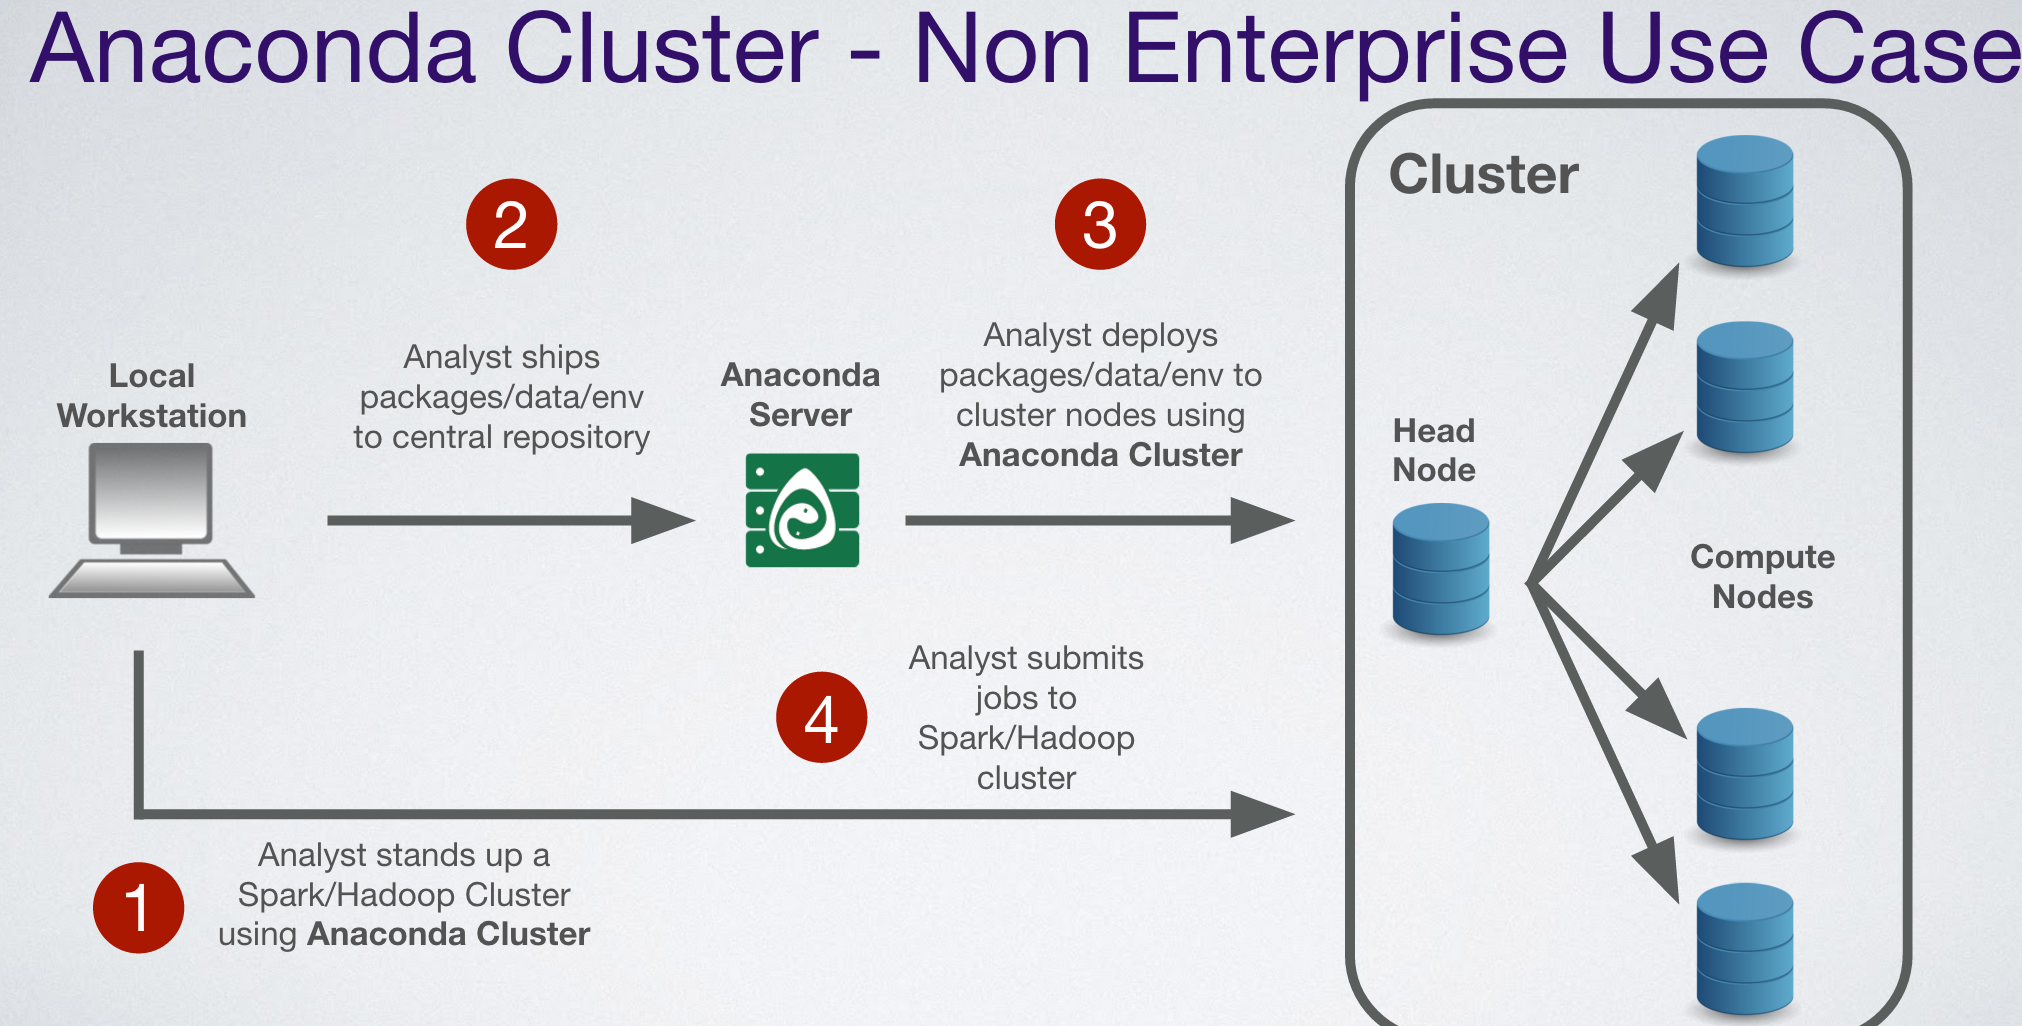 Anaconda Cluster - Non Enterprise Use Case
Cluster
2
3
Local
Workstation
Analyst ships
packages/data/env
to central repository
Anaconda
Server
Analyst deploys
packages/data/env to
cluster nodes using
Anaconda Cluster
Head
Node
Compute
Nodes
4
Analyst submits
jobs to
Spark/Hadoop
cluster
1
Analyst stands up a
Spark/Hadoop Cluster
using Anaconda Cluster